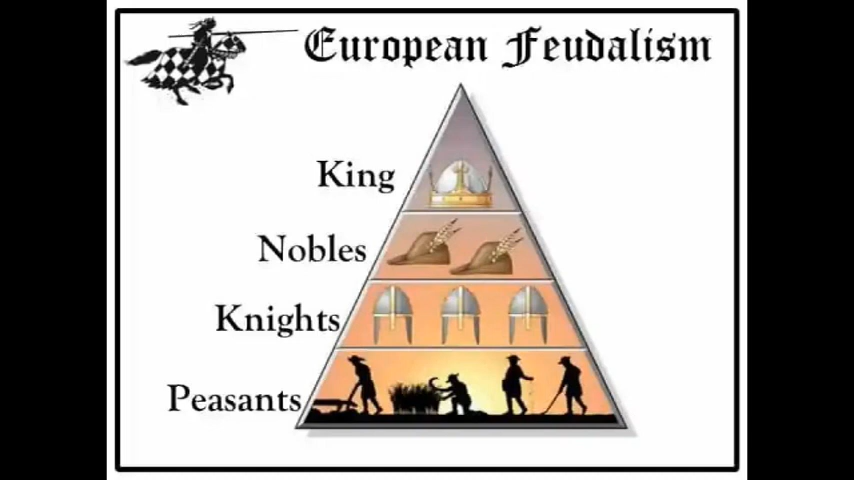 European Feudalism
King
Nobles
Knights
Peasants